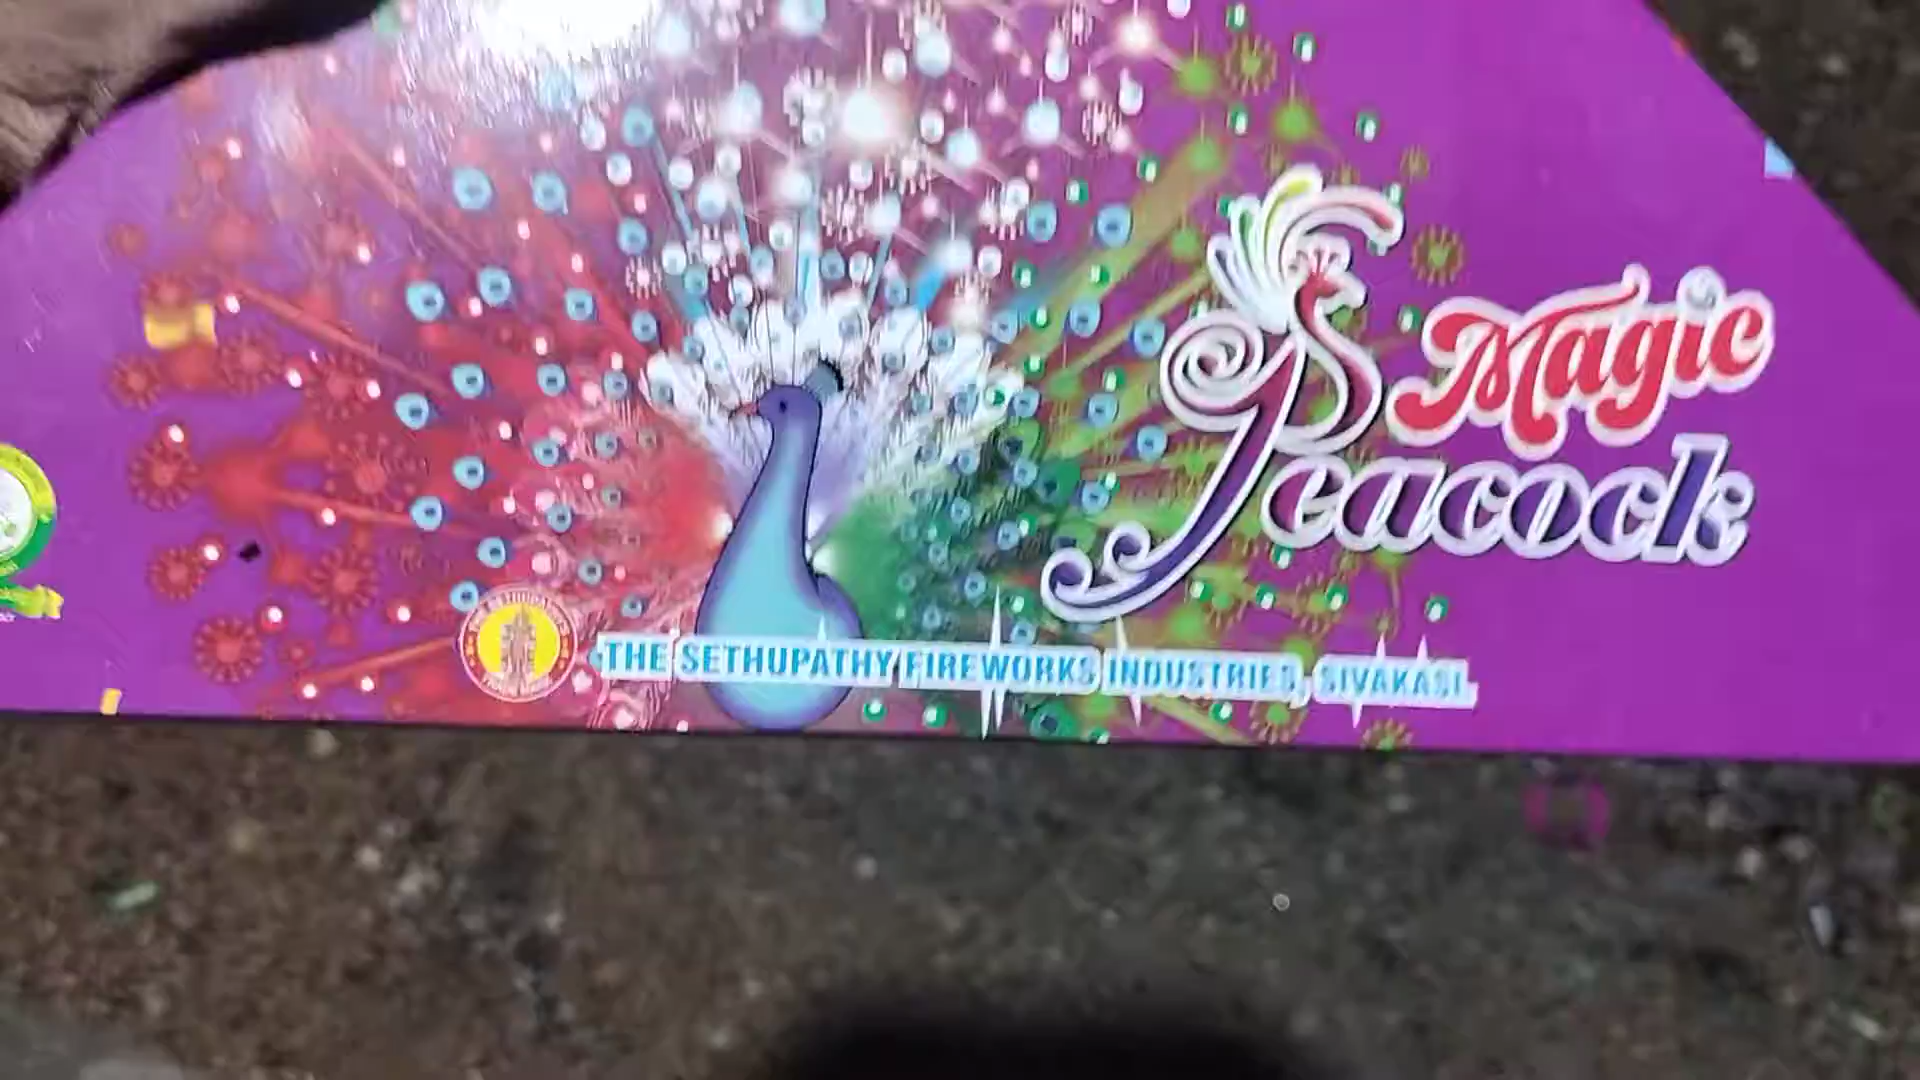 Magic
Peacock
THE SETHUPATHY FIREWORKS INDUSTRIES, SIVAKASI.